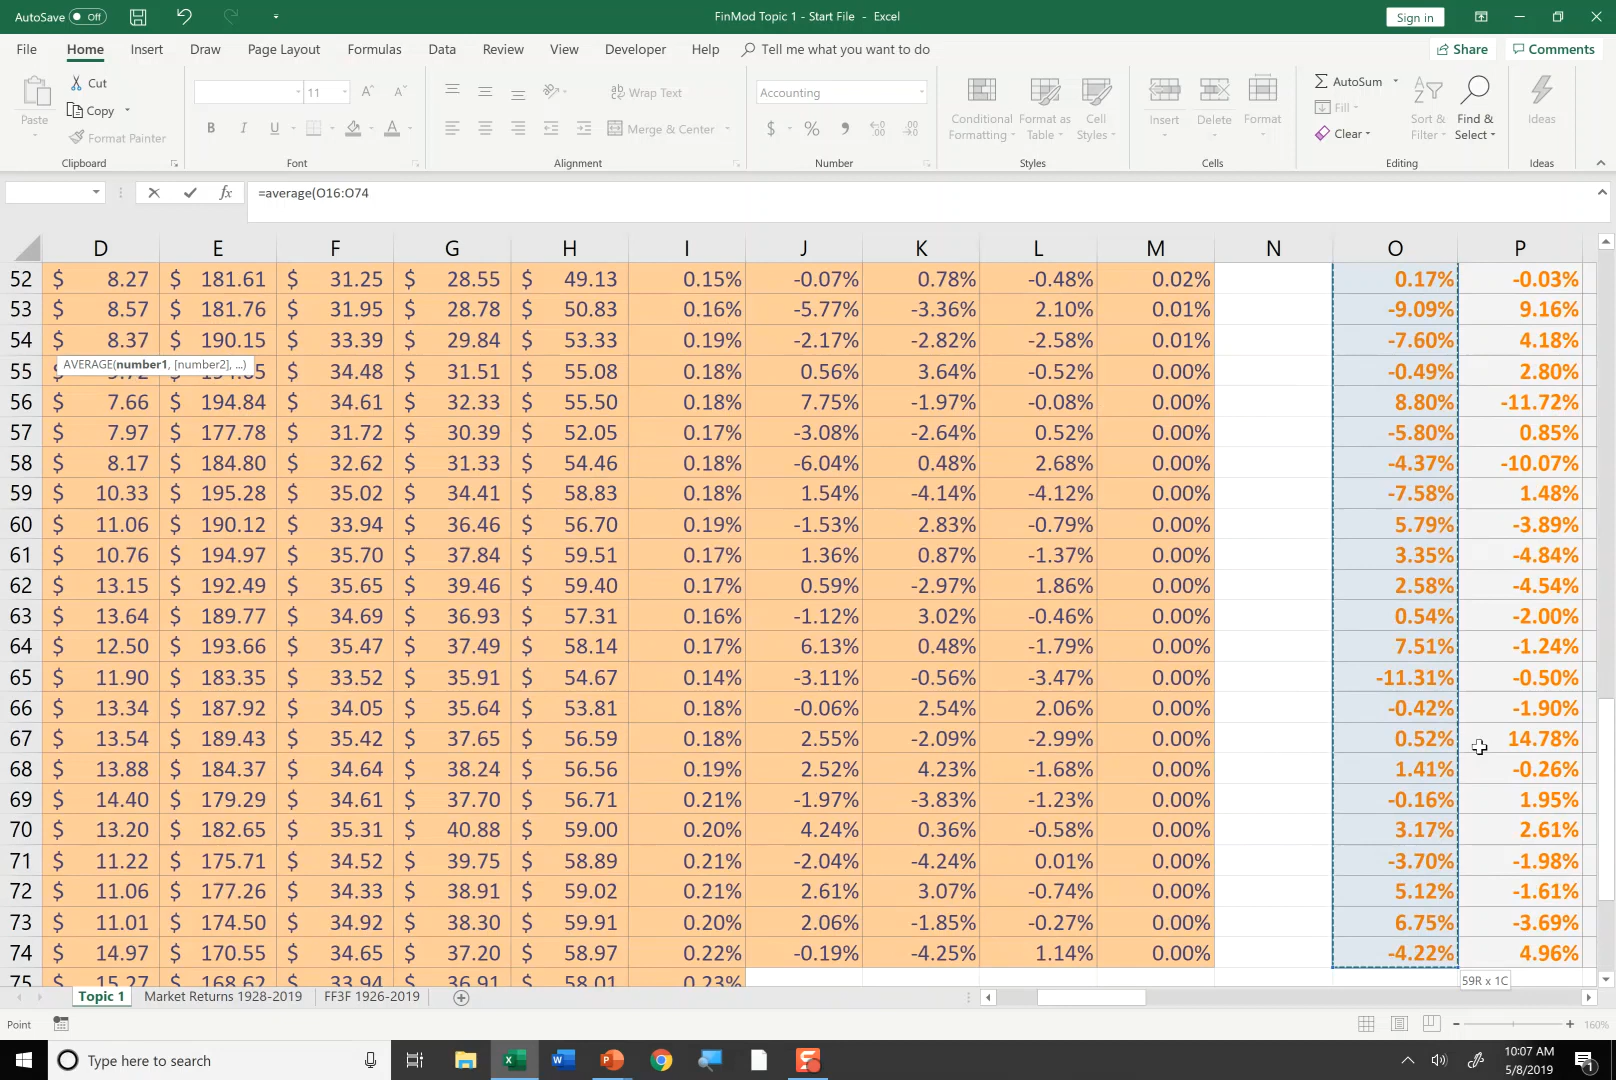 AutoSave Off
FinMod Topic 1 - Start File - Excel
Sign in
File Home Insert Draw Page Layout Formulas Data Review View Developer Help Tell me what you want to do
Share Comments
Paste
Cut
Copy
Format Painter
Clipboard
11 A A
B I U A
Font
ab Wrap Text
Merge & Center
Alignment
Accounting
$ % ,
Number
Conditional Formatting
Format as Table
Cell Styles
Styles
Insert
Delete
Format
Cells
AutoSum
Fill
Clear
Sort & Filter
Find & Select
Editing
Ideas
Ideas
fx =average(O16:O74
D E F G H I J K L M N O P
52 $ 8.27 $ 181.61 $ 31.25 $ 28.55 $ 49.13 0.15% -0.07% 0.78% -0.48% 0.02% 0.17% -0.03%
53 $ 8.57 $ 181.76 $ 31.95 $ 28.78 $ 50.83 0.16% -5.77% -3.36% 2.10% 0.01% -9.09% 9.16%
54 $ 8.37 $ 190.15 $ 33.39 $ 29.84 $ 53.33 0.19% -2.17% -2.82% -2.58% 0.01% -7.60% 4.18%
AVERAGE(number1, [number2], ...)
55 $ $ $ 34.48 $ 31.51 $ 55.08 0.18% 0.56% 3.64% -0.52% 0.00% -0.49% 2.80%
56 $ 7.66 $ 194.84 $ 34.61 $ 32.33 $ 55.50 0.18% 7.75% -1.97% -0.08% 0.00% 8.80% -11.72%
57 $ 7.97 $ 177.78 $ 31.72 $ 30.39 $ 52.05 0.17% -3.08% -2.64% 0.52% 0.00% -5.80% 0.85%
58 $ 8.17 $ 184.80 $ 32.62 $ 31.33 $ 54.46 0.18% -6.04% 0.48% 2.68% 0.00% -4.37% -10.07%
59 $ 10.33 $ 195.28 $ 35.02 $ 34.41 $ 58.83 0.18% 1.54% -4.14% -4.12% 0.00% -7.58% 1.48%
60 $ 11.06 $ 190.12 $ 33.94 $ 36.46 $ 56.70 0.19% -1.53% 2.83% -0.79% 0.00% 5.79% -3.89%
61 $ 10.76 $ 194.97 $ 35.70 $ 37.84 $ 59.51 0.17% 1.36% 0.87% -1.37% 0.00% 3.35% -4.84%
62 $ 13.15 $ 192.49 $ 35.65 $ 39.46 $ 59.40 0.17% 0.59% -2.97% 1.86% 0.00% 2.58% -4.54%
63 $ 13.64 $ 189.77 $ 34.69 $ 36.93 $ 57.31 0.16% -1.12% 3.02% -0.46% 0.00% 0.54% -2.00%
64 $ 12.50 $ 193.66 $ 35.47 $ 37.49 $ 58.14 0.17% 6.13% 0.48% -1.79% 0.00% 7.51% -1.24%
65 $ 11.90 $ 183.35 $ 33.52 $ 35.91 $ 54.67 0.14% -3.11% -0.56% -3.47% 0.00% -11.31% -0.50%
66 $ 13.34 $ 187.92 $ 34.05 $ 35.64 $ 53.81 0.18% -0.06% 2.54% 2.06% 0.00% -0.42% -1.90%
67 $ 13.54 $ 189.43 $ 35.42 $ 37.65 $ 56.59 0.18% 2.55% -2.09% -2.99% 0.00% 0.52% 14.78%
68 $ 13.88 $ 184.37 $ 34.64 $ 38.24 $ 56.56 0.19% 2.52% 4.23% -1.68% 0.00% 1.41% -0.26%
69 $ 14.40 $ 179.29 $ 34.61 $ 37.70 $ 56.71 0.21% -1.97% -3.83% -1.23% 0.00% -0.16% 1.95%
70 $ 13.20 $ 182.65 $ 35.31 $ 40.88 $ 59.00 0.20% 4.24% 0.36% -0.58% 0.00% 3.17% 2.61%
71 $ 11.22 $ 175.71 $ 34.52 $ 39.75 $ 58.89 0.21% -2.04% -4.24% 0.01% 0.00% -3.70% -1.98%
72 $ 11.06 $ 177.26 $ 34.33 $ 38.91 $ 59.02 0.21% 2.61% 3.07% -0.74% 0.00% 5.12% -1.61%
73 $ 11.01 $ 174.50 $ 34.92 $ 38.30 $ 59.91 0.20% 2.06% -1.85% -0.27% 0.00% 6.75% -3.69%
74 $ 14.97 $ 170.55 $ 34.65 $ 37.20 $ 58.97 0.22% -0.19% -4.25% 1.14% 0.00% -4.22% 4.96%
75 $ 15.27 $ 168.62 $ 33.94 $ 36.91 $ 58.01 0.23%
59R x 1C
Topic 1 Market Returns 1928-2019 FF3F 1926-2019
Point
160%
Type here to search
10:07 AM
5/8/2019
1